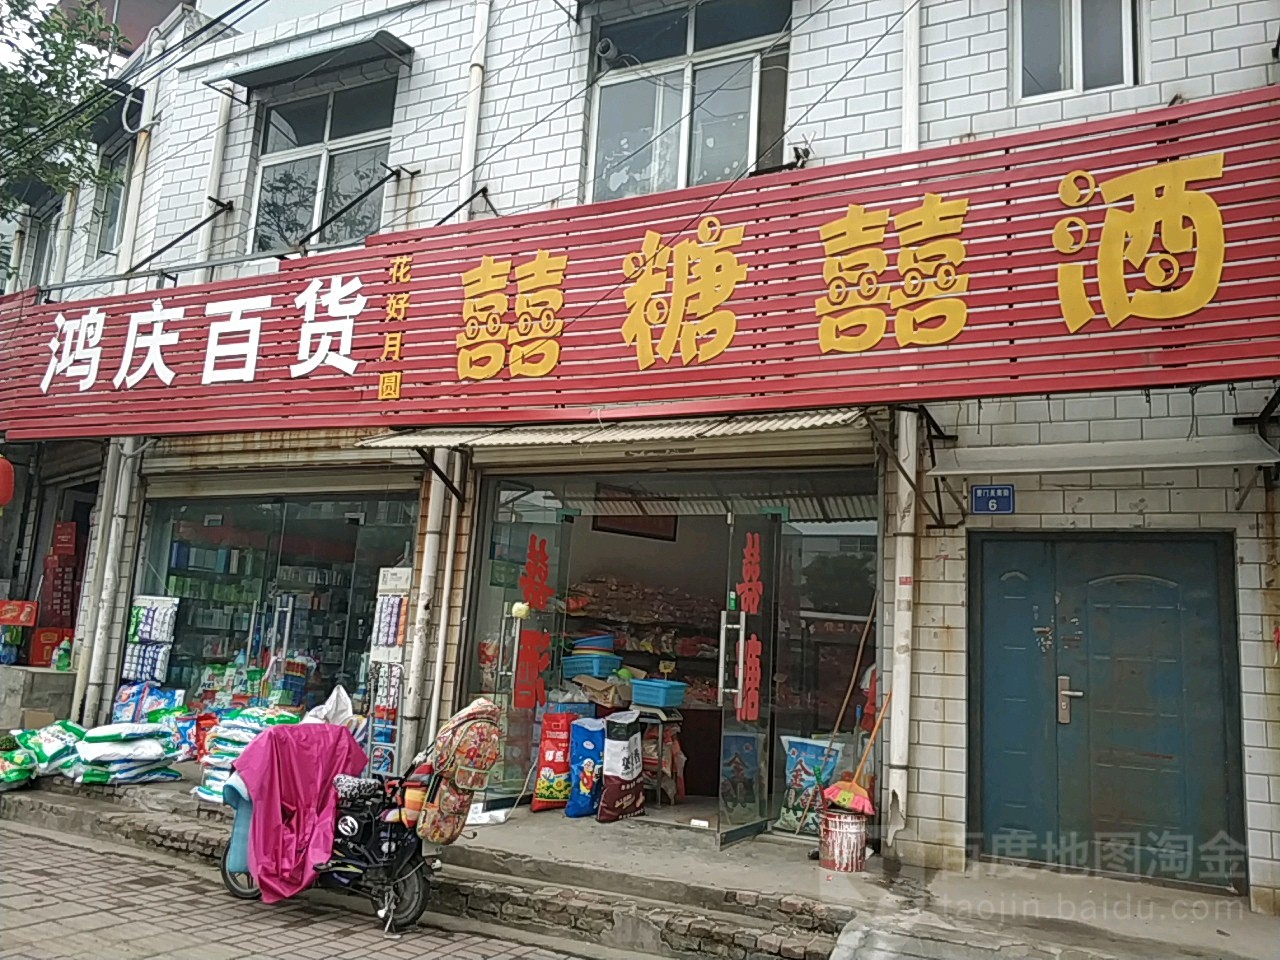 鸿庆百货
花好月圆
囍糖囍酒
6
囍酒
囍糖
百度地图淘金
taojin.baidu.com